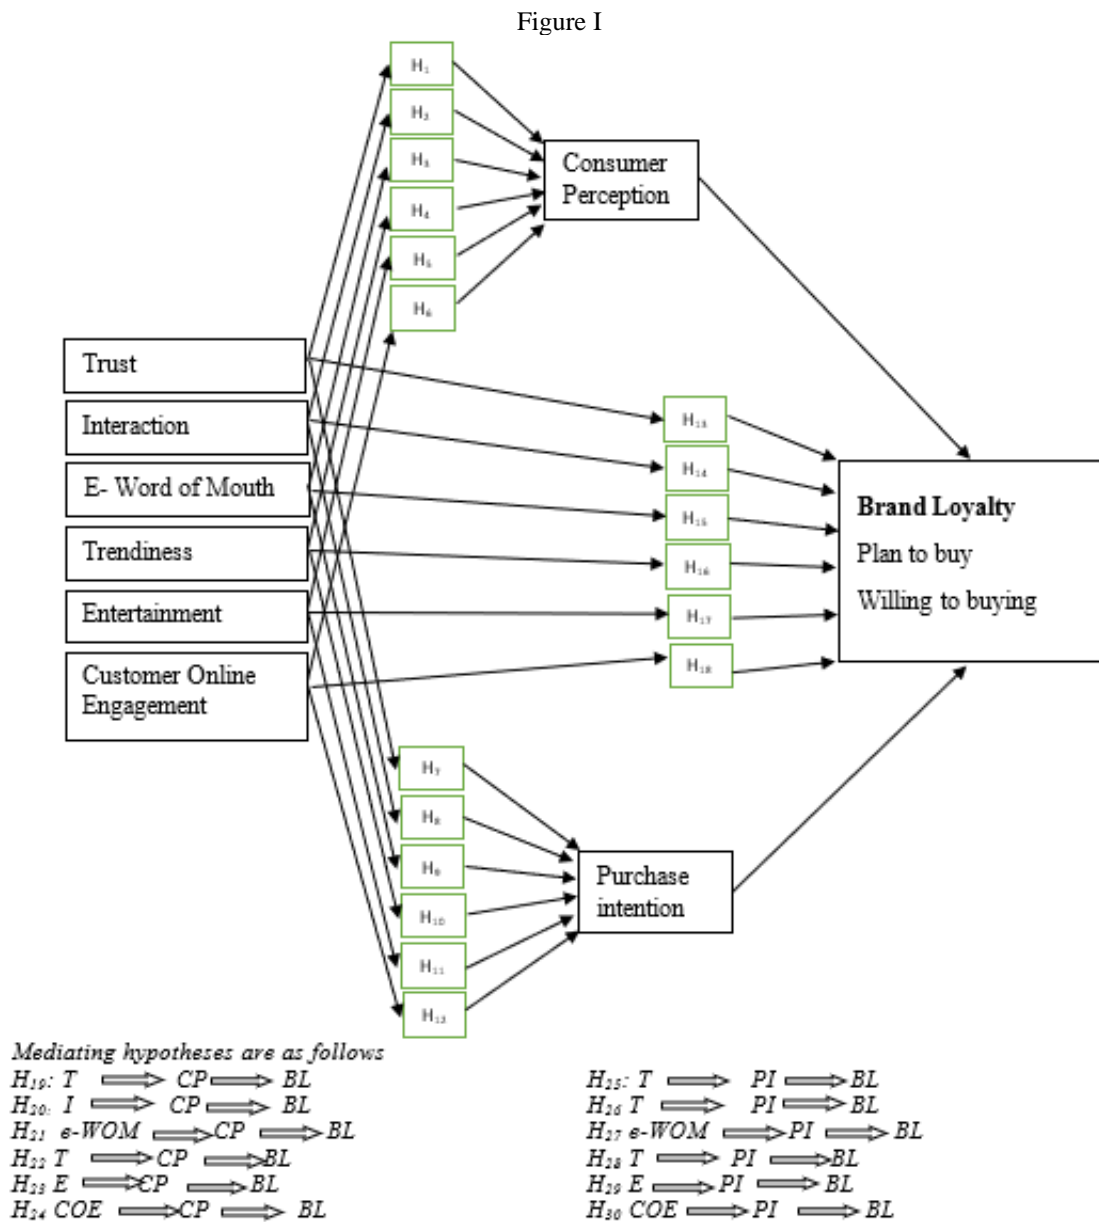 Figure I
H₁
H₂
H₃
H₄
H₅
H₆
Consumer
Perception
Trust
Interaction
E- Word of Mouth
Trendiness
Entertainment
Customer Online
Engagement
H₁₃
H₁₄
H₁₅
H₁₆
H₁₇
H₁₈
Brand Loyalty
Plan to buy
Willing to buying
H₇
H₈
H₉
H₁₀
H₁₁
H₁₂
Purchase
intention
Mediating hypotheses are as follows
H₁₉: T CP BL
H₂₀: I CP BL
H₂₁ e-WOM CP BL
H₂₂ T CP BL
H₂₃ E CP BL
H₂₄ COE CP BL
H₂₅: T PI BL
H₂₆ T PI BL
H₂₇ e-WOM PI BL
H₂₈ T PI BL
H₂₉ E PI BL
H₃₀ COE PI BL